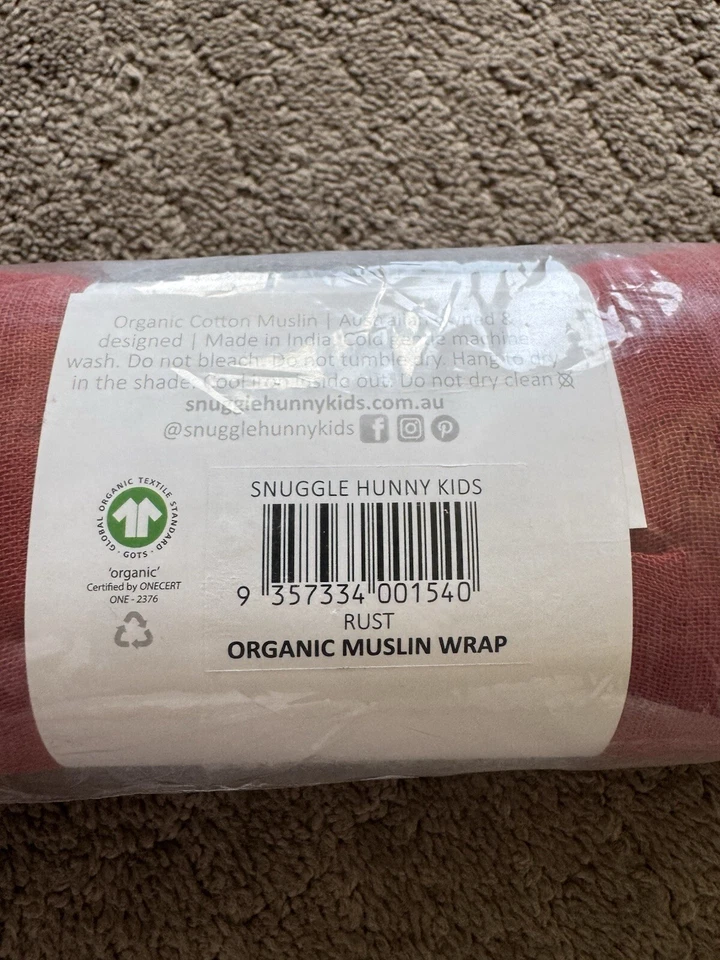 Organic Cotton Muslin | Australian owned &
designed | Made in India. Cold gentle machine
wash. Do not bleach. Do not tumble dry. Hang to dry
in the shade. Cool iron inside out. Do not dry clean
snugglehunnykids.com.au
@snugglehunnykids
GLOBAL ORGANIC TEXTILE STANDARD · GOTS ·
'organic'
Certified by ONECERT
ONE - 2376
SNUGGLE HUNNY KIDS
9 357334 001540
RUST
ORGANIC MUSLIN WRAP